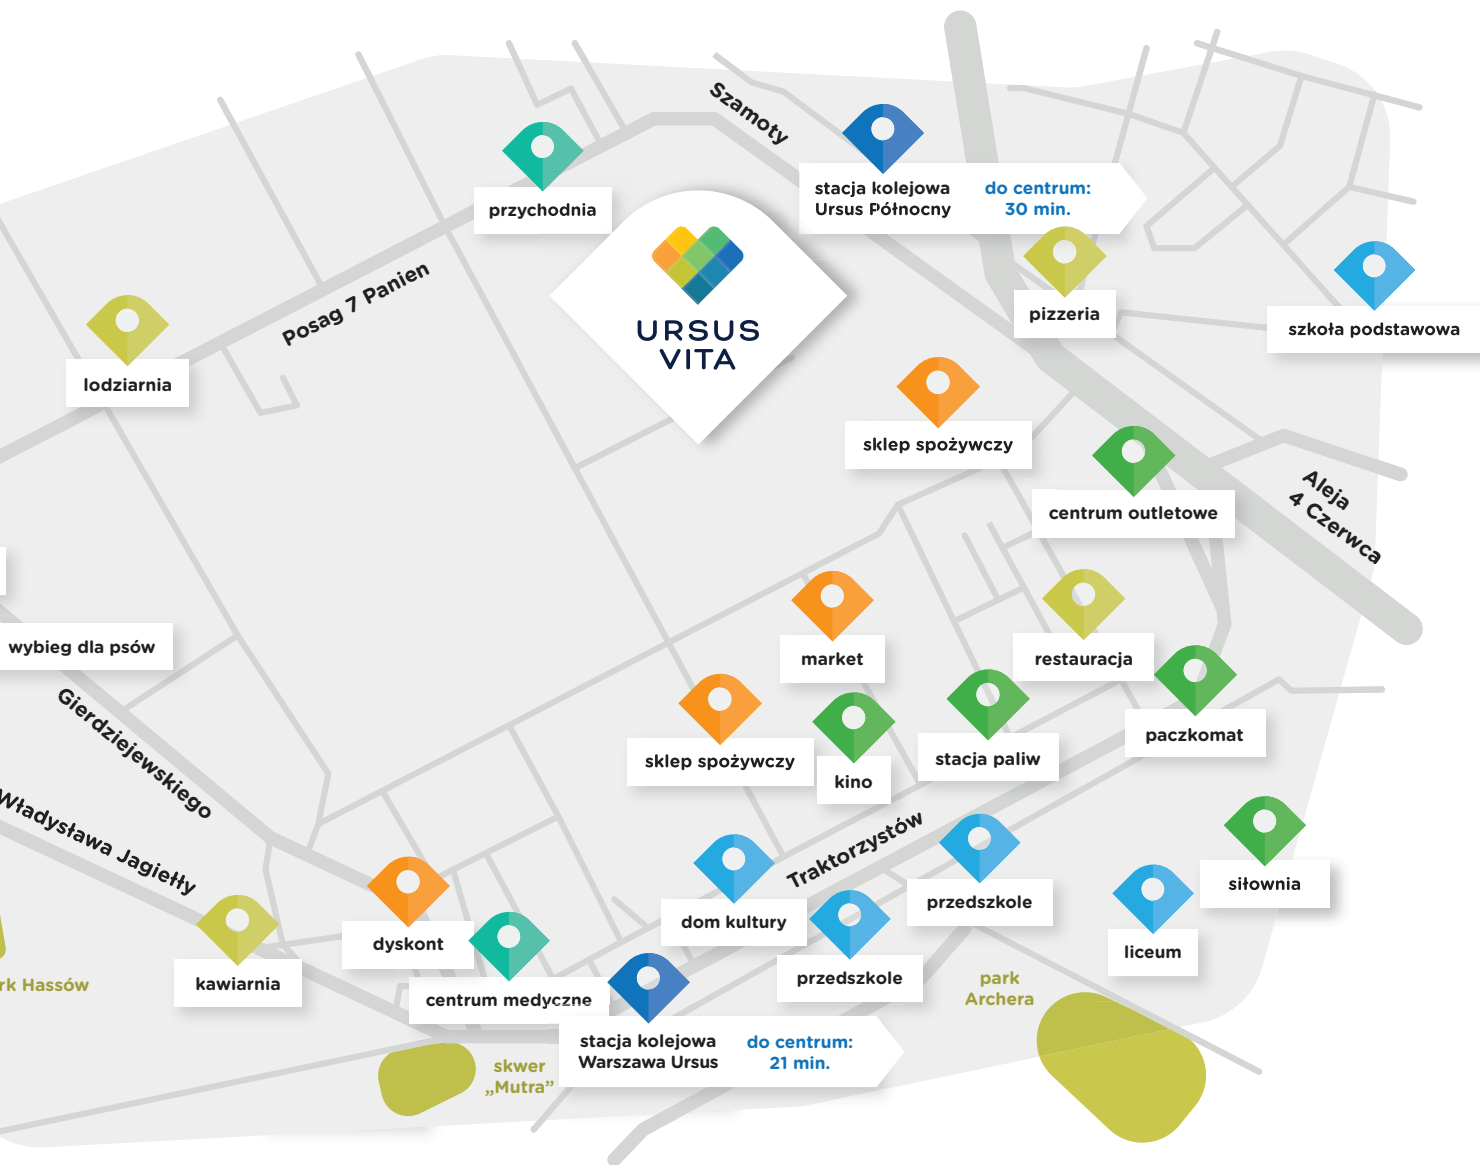 Szamoty
stacja kolejowa
Ursus Północny
do centrum:
30 min.
przychodnia
URSUS
VITA
Posag 7 Panien
pizzeria
szkoła podstawowa
lodziarnia
sklep spożywczy
centrum outletowe
Aleja
4 Czerwca
wybieg dla psów
market
restauracja
Gierdziejewskiego
sklep spożywczy
kino
stacja paliw
paczkomat
Władysława Jagiełły
Traktorzystów
siłownia
dom kultury
przedszkole
dyskont
liceum
kawiarnia
rk Hassów
centrum medyczne
przedszkole
park
Archera
stacja kolejowa
Warszawa Ursus
do centrum:
21 min.
skwer
„Mutra”